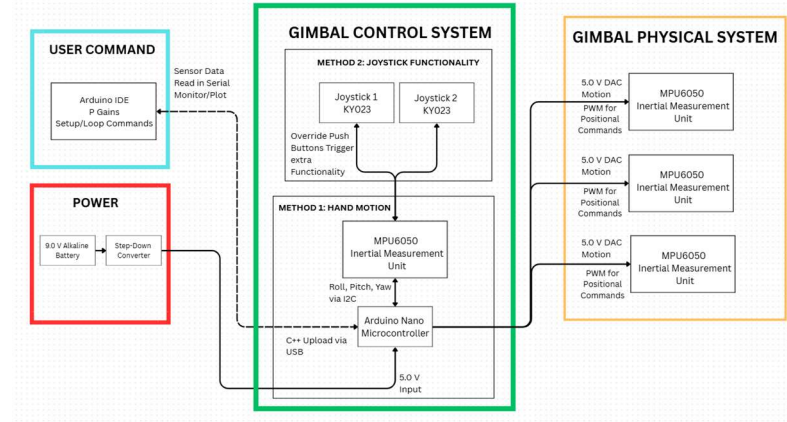 USER COMMAND
Arduino IDE
P Gains
Setup/Loop Commands
Sensor Data
Read in Serial
Monitor/Plot
POWER
9.0 V Alkaline
Battery
Step-Down
Converter
GIMBAL CONTROL SYSTEM
METHOD 2: JOYSTICK FUNCTIONALITY
Joystick 1
KY023
Joystick 2
KY023
Override Push
Buttons Trigger
extra
Functionality
METHOD 1: HAND MOTION
MPU6050
Inertial Measurement
Unit
Roll, Pitch, Yaw
via I2C
Arduino Nano
Microcontroller
C++ Upload via
USB
5.0 V
Input
GIMBAL PHYSICAL SYSTEM
5.0 V DAC
Motion
PWM for
Positional
Commands
MPU6050
Inertial Measurement
Unit
5.0 V DAC
Motion
PWM for
Positional
Commands
MPU6050
Inertial Measurement
Unit
5.0 V DAC
Motion
PWM for
Positional
Commands
MPU6050
Inertial Measurement
Unit